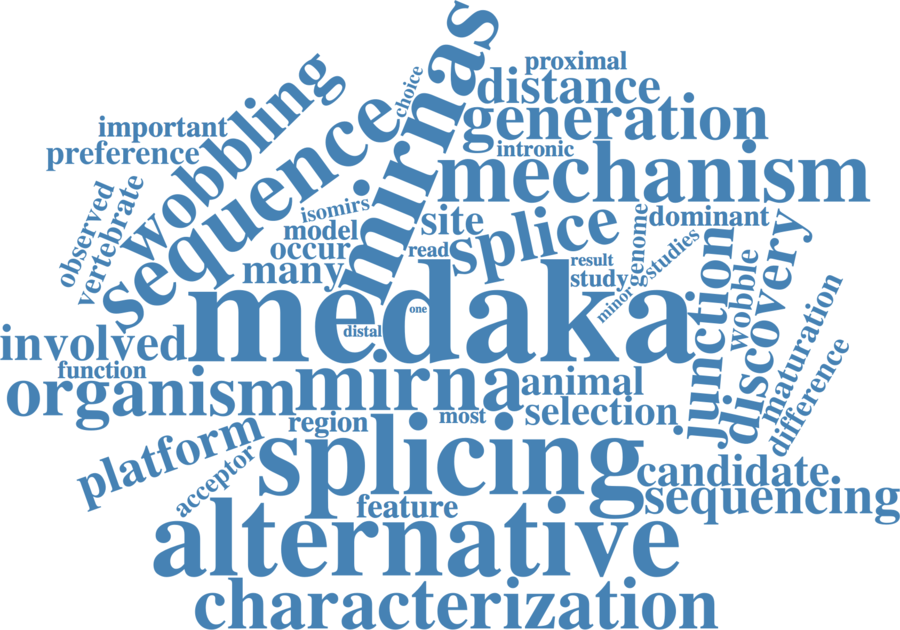 mirnas
proximal
distance
choice
generation
wobbling
sequence
important
preference
intronic
mechanism
observed
vertebrate
isomirs
model
occur
many
site
read
splice
genome
dominant
studies
result
study
minor
junction
wobble
discovery
maturation
difference
medaka
one
distal
involved
function
organism
mirna
animal
selection
most
region
platform
acceptor
splicing
candidate
sequencing
feature
alternative
characterization